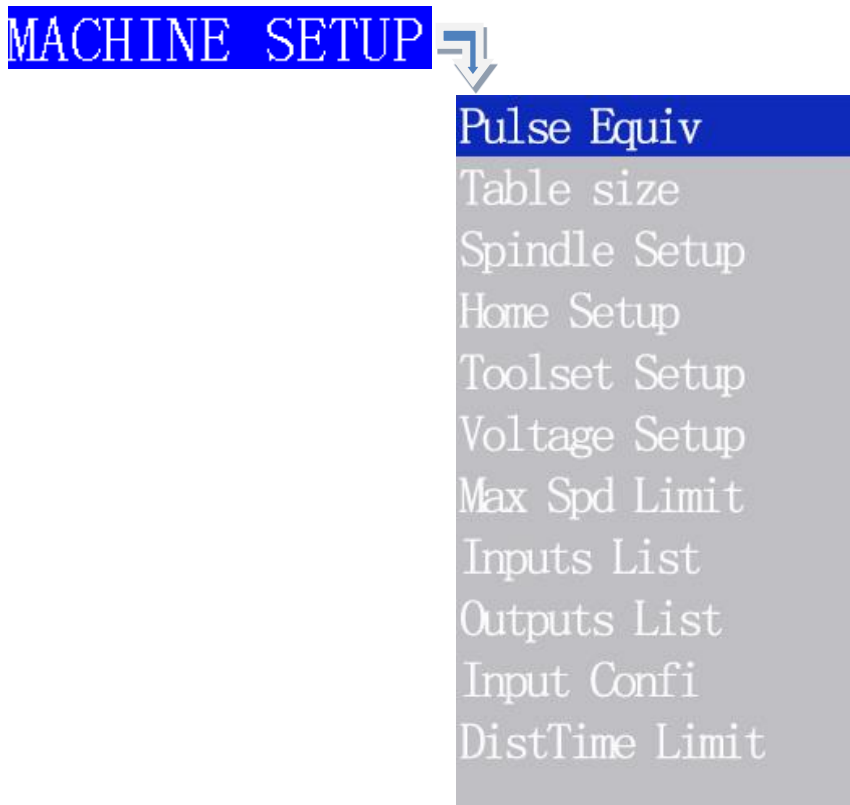 MACHINE SETUP
Pulse Equiv
Table size
Spindle Setup
Home Setup
Toolset Setup
Voltage Setup
Max Spd Limit
Inputs List
Outputs List
Input Confi
DistTime Limit